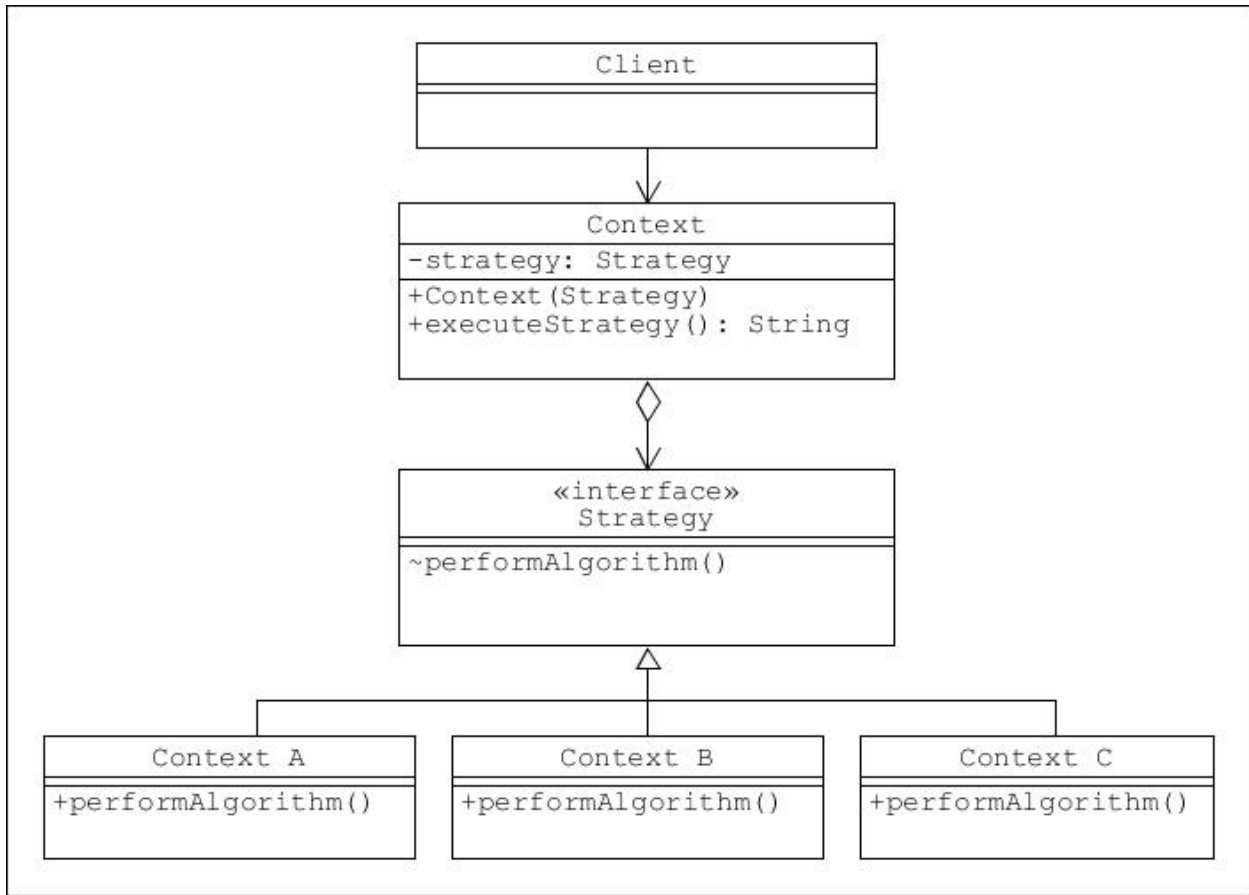 Client
Context
-strategy: Strategy
+Context(Strategy)
+executeStrategy(): String
«interface»
Strategy
~performAlgorithm()
Context A
+performAlgorithm()
Context B
+performAlgorithm()
Context C
+performAlgorithm()